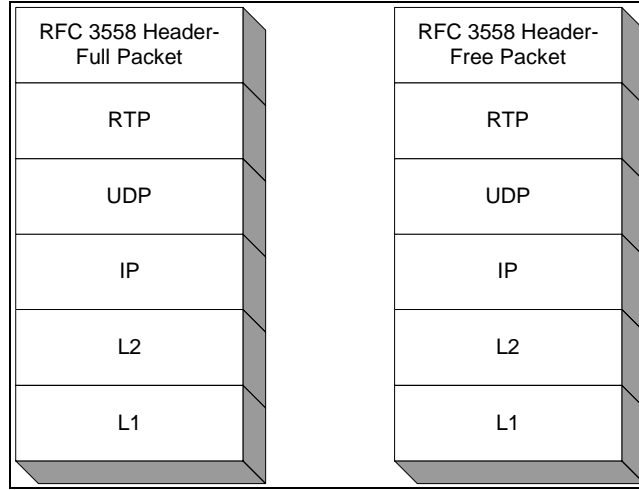 RFC 3558 Header-
Full Packet
RTP
UDP
IP
L2
L1
RFC 3558 Header-
Free Packet
RTP
UDP
IP
L2
L1